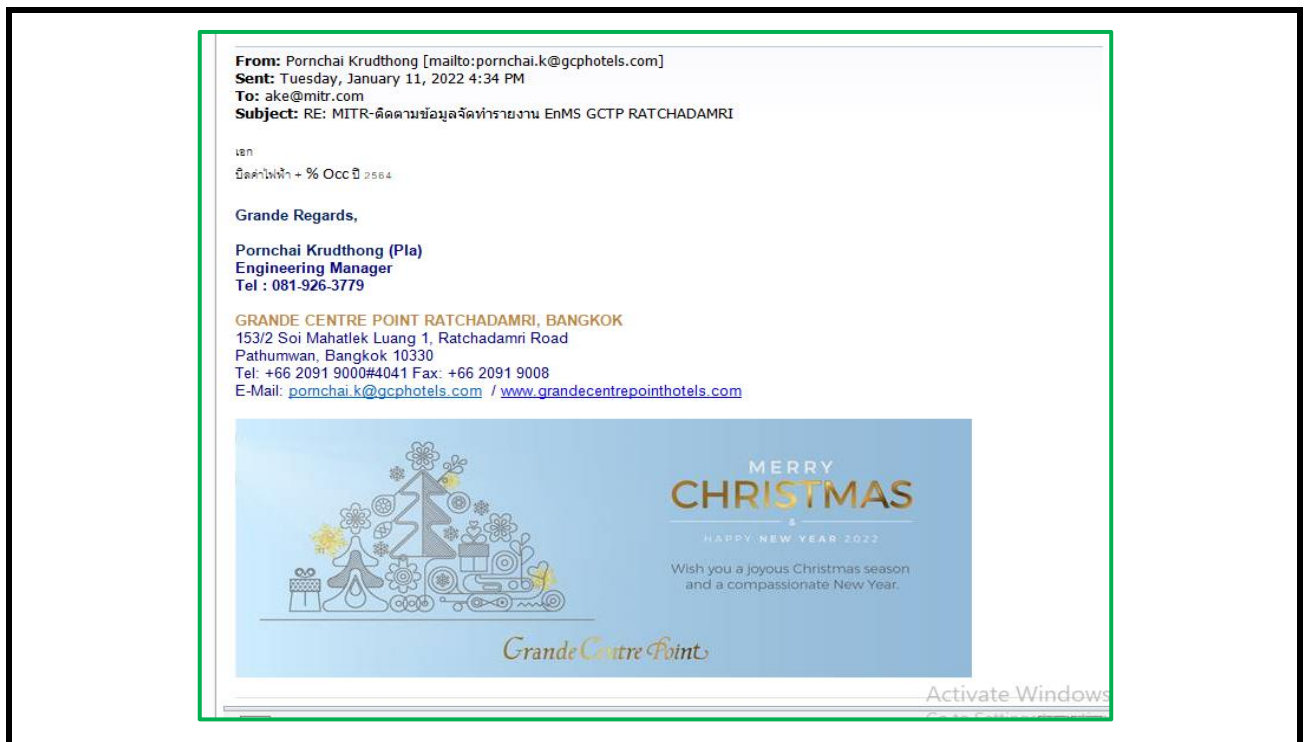 From: Pornchai Krudthong [mailto:pornchai.k@gcphotels.com]
Sent: Tuesday, January 11, 2022 4:34 PM
To: ake@mitr.com
Subject: RE: MITR-ติดตามข้อมูลจัดทำรายงาน EnMS GCTP RATCHADAMRI
เอก
บิลค่าไฟฟ้า + % Occ ปี 2564
Grande Regards,
Pornchai Krudthong (Pla)
Engineering Manager
Tel : 081-926-3779
GRANDE CENTRE POINT RATCHADAMRI, BANGKOK
153/2 Soi Mahatlek Luang 1, Ratchadamri Road
Pathumwan, Bangkok 10330
Tel: +66 2091 9000#4041 Fax: +66 2091 9008
E-Mail: pornchai.k@gcphotels.com / www.grandecentrepointhotels.com
MERRY
CHRISTMAS
&
HAPPY NEW YEAR 2022
Wish you a joyous Christmas season
and a compassionate New Year.
Grande Centre Point
Activate Windows